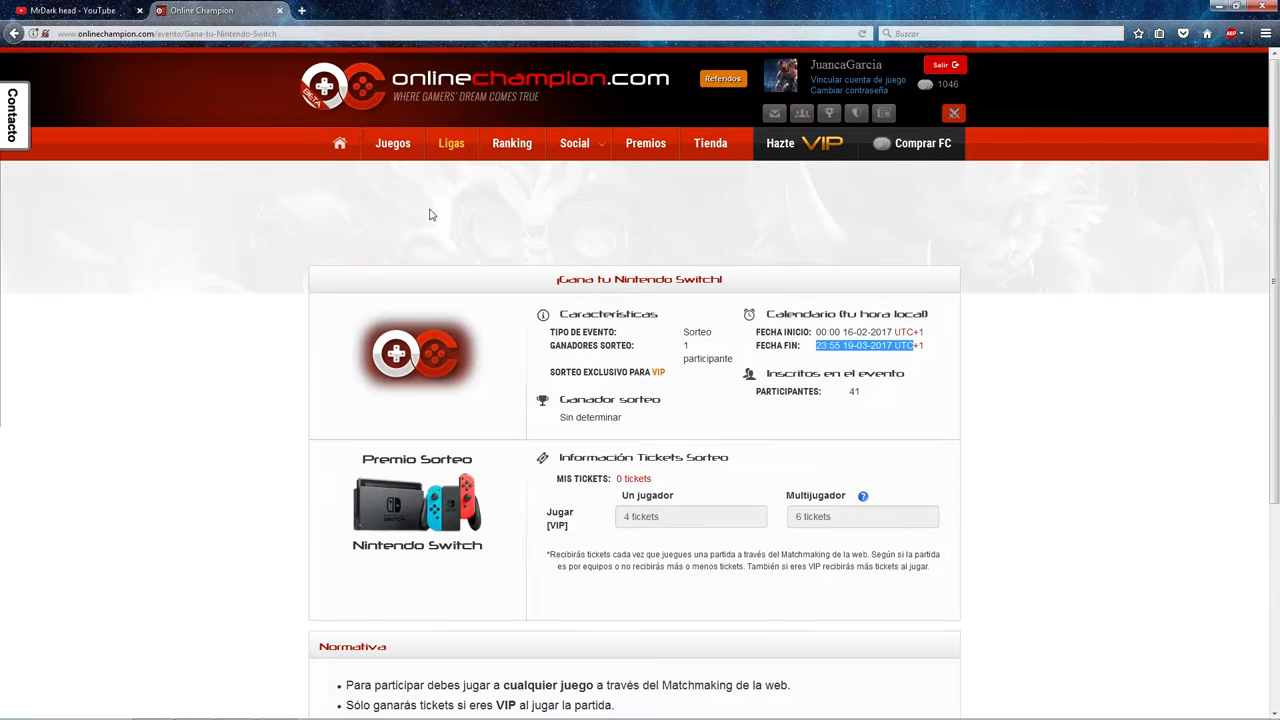 MrDark head - YouTube
Online Champion
www.onlinechampion.com/evento/Gana-tu-Nintendo-Switch
Buscar
ABP
Contacto
BETA
onlinechampion.com
WHERE GAMERS' DREAM COMES TRUE
Referidos
JuancaGarcia
Vincular cuenta de juego
Cambiar contraseña
Salir
1046
Juegos
Ligas
Ranking
Social
Premios
Tienda
Hazte VIP
Comprar FC
¡Gana tu Nintendo Switch!
Características
TIPO DE EVENTO: Sorteo
GANADORES SORTEO: 1 participante
SORTEO EXCLUSIVO PARA VIP
Ganador sorteo
Sin determinar
Calendario (tu hora local)
FECHA INICIO: 00:00 16-02-2017 UTC+1
FECHA FIN: 23:55 19-03-2017 UTC+1
Inscritos en el evento
PARTICIPANTES: 41
Premio Sorteo
Nintendo Switch
Información Tickets Sorteo
MIS TICKETS: 0 tickets
Un jugador
Multijugador
Jugar [VIP]
4 tickets
6 tickets
*Recibirás tickets cada vez que juegues una partida a través del Matchmaking de la web. Según si la partida
es por equipos o no recibirás más o menos tickets. También si eres VIP recibirás más tickets al jugar.
Normativa
• Para participar debes jugar a cualquier juego a través del Matchmaking de la web.
• Sólo ganarás tickets si eres VIP al jugar la partida.